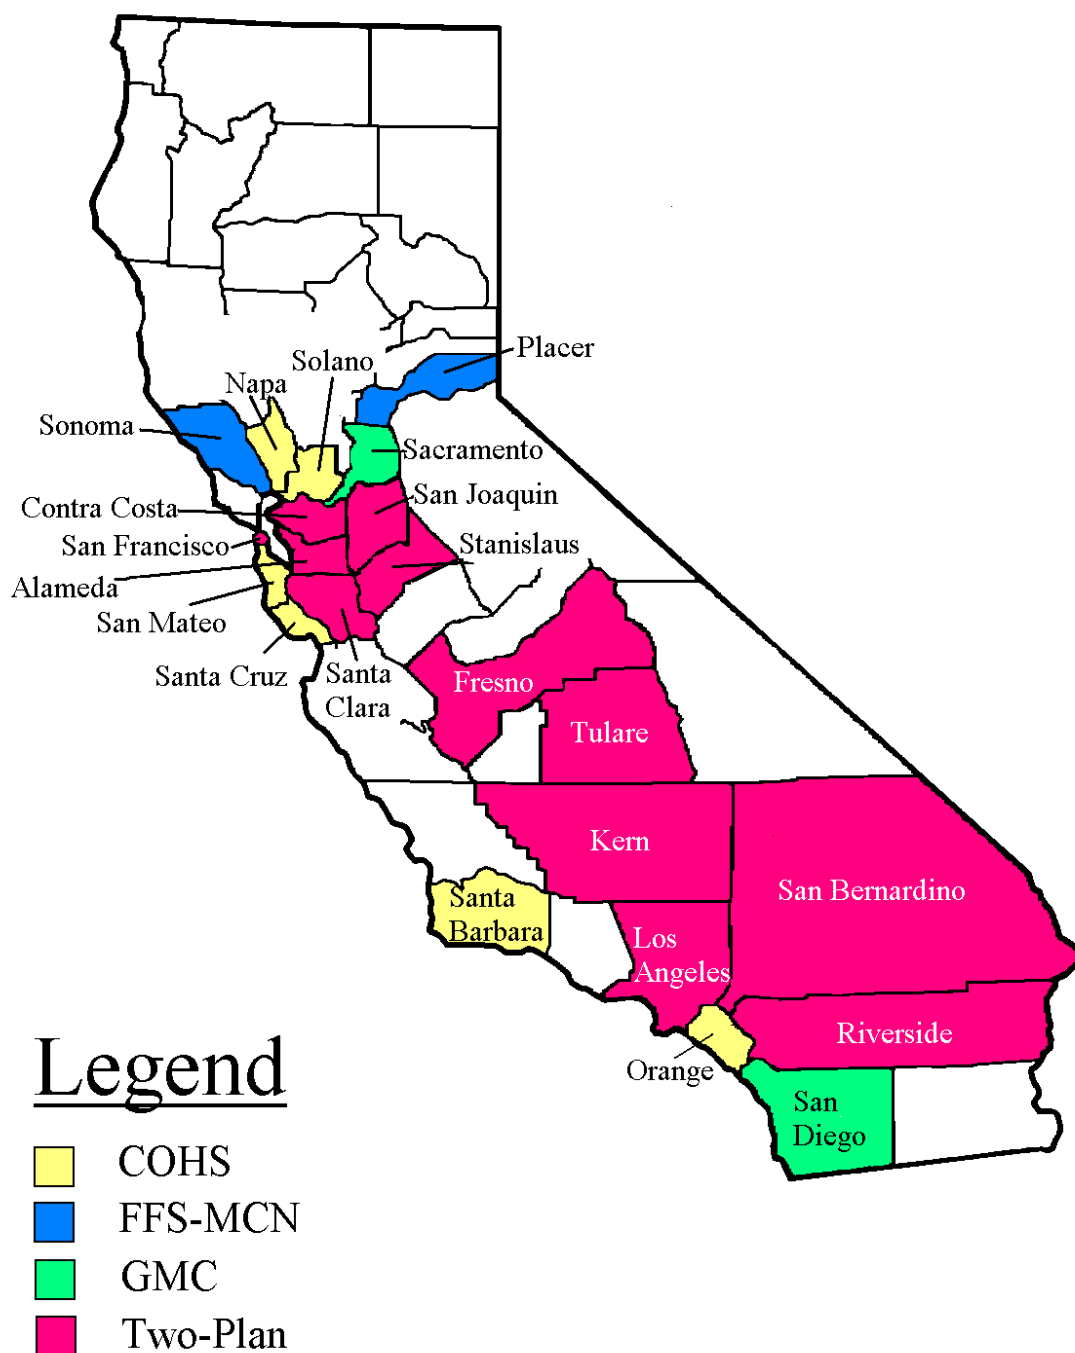 Placer
Solano
Napa
Sonoma
Sacramento
San Joaquin
Contra Costa
San Francisco
Stanislaus
Alameda
San Mateo
Santa Cruz
Santa
Clara
Fresno
Tulare
Kern
San Bernardino
Santa
Barbara
Los
Angeles
Riverside
Orange
San
Diego
Legend
COHS
FFS-MCN
GMC
Two-Plan